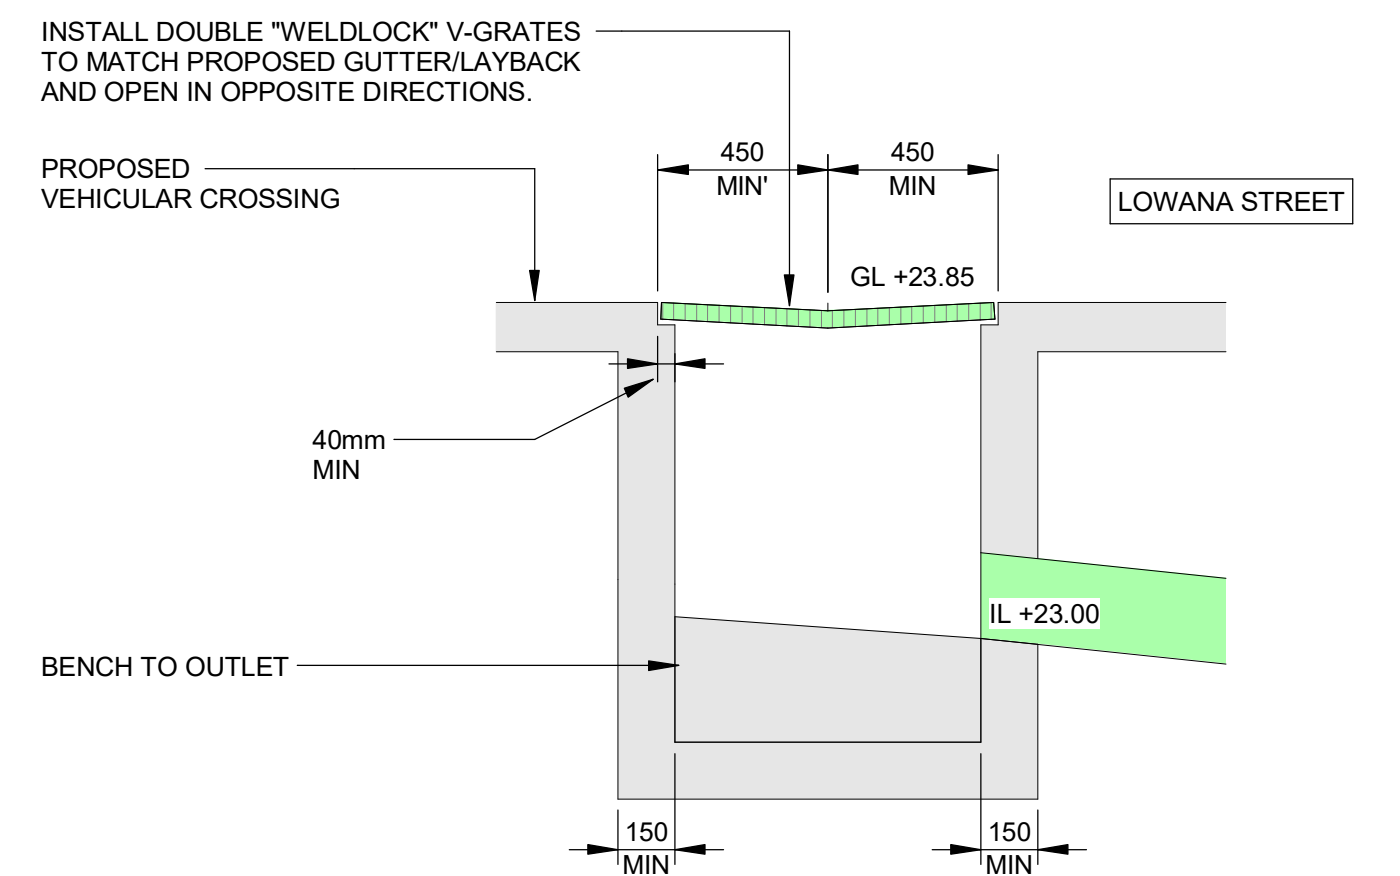 INSTALL DOUBLE "WELDLOCK" V-GRATES
TO MATCH PROPOSED GUTTER/LAYBACK
AND OPEN IN OPPOSITE DIRECTIONS.
PROPOSED
VEHICULAR CROSSING
450
MIN'
450
MIN
LOWANA STREET
GL +23.85
40mm
MIN
IL +23.00
BENCH TO OUTLET
150
MIN
150
MIN